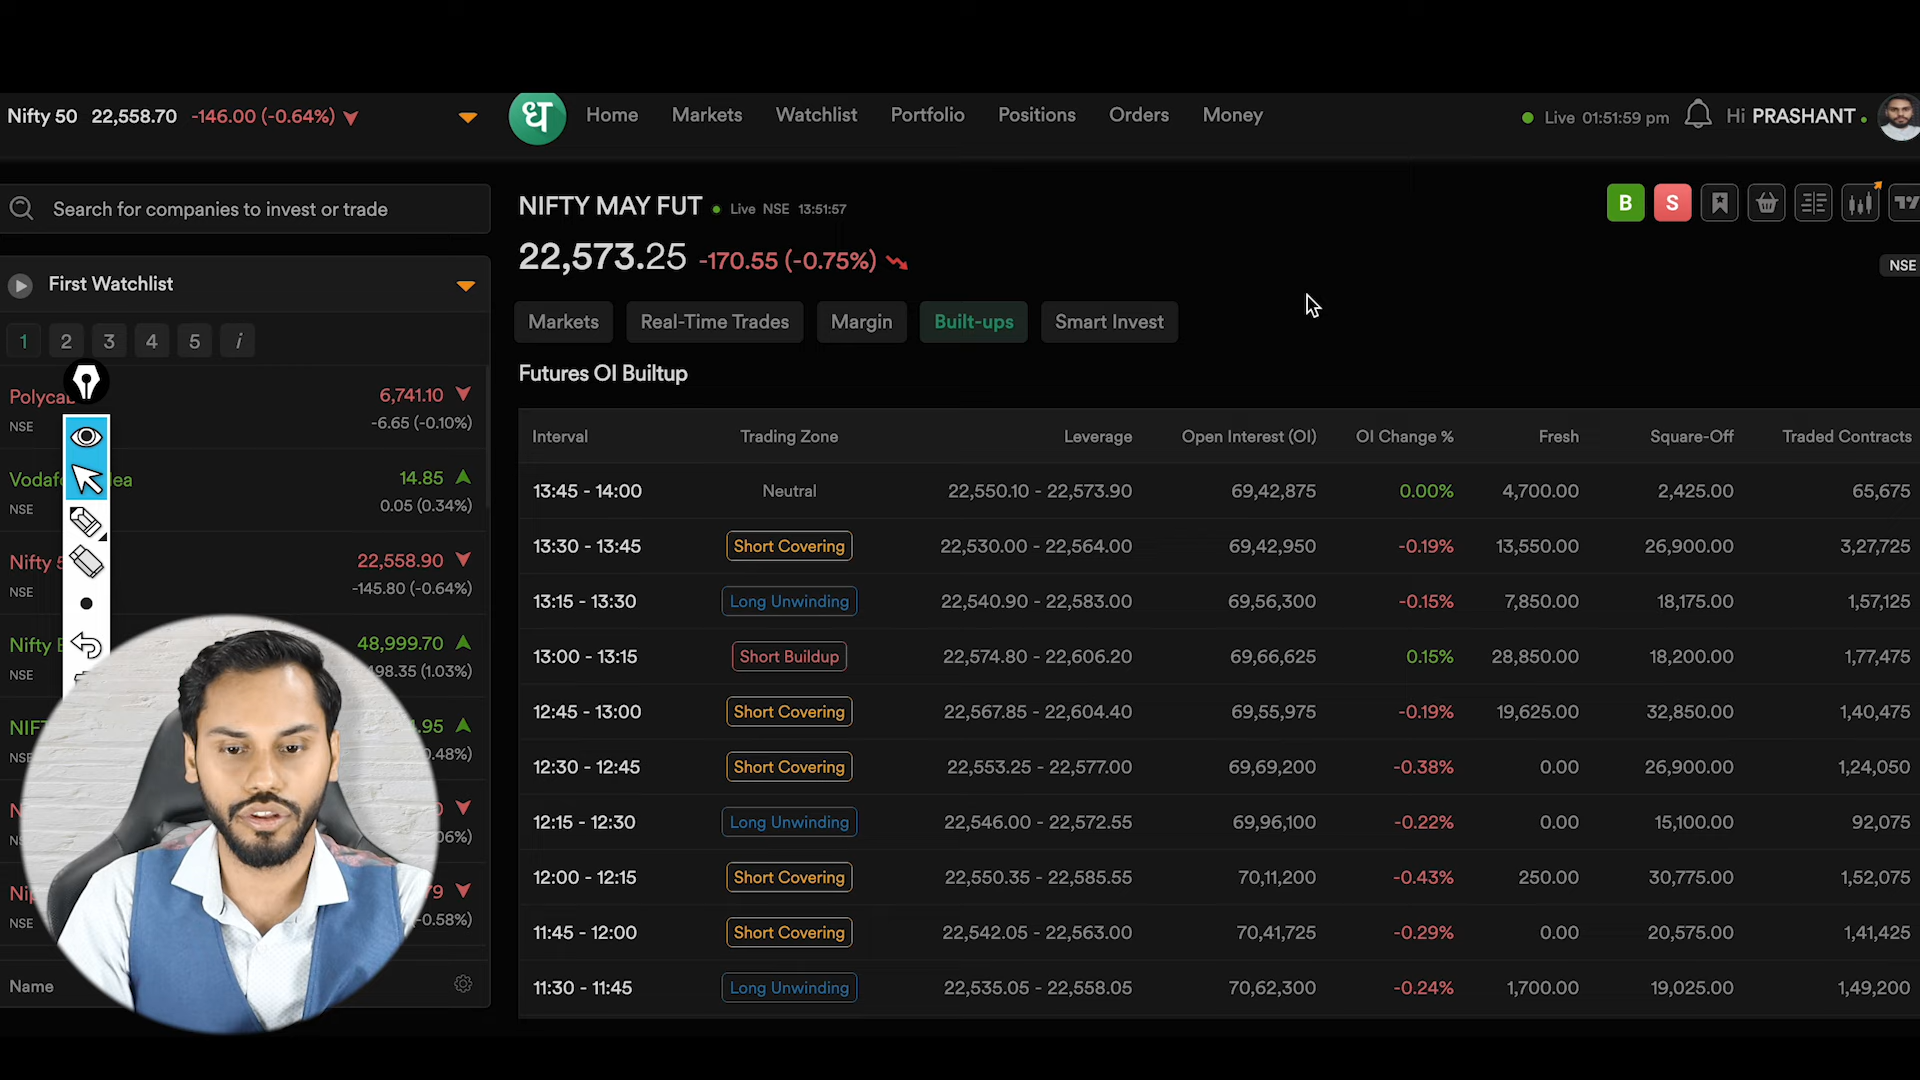 Nifty 50 22,558.70 -146.00 (-0.64%)
ध Home Markets Watchlist Portfolio Positions Orders Money
Live 01:51:59 pm Hi PRASHANT
Search for companies to invest or trade
First Watchlist
1 2 3 4 5 i
6,741.10
NSE -6.65 (-0.10%)
14.85
NSE 0.05 (0.34%)
Nifty 22,558.90
NSE -145.80 (-0.64%)
Nifty 48,999.70
NSE 498.35 (1.03%)
Name
NIFTY MAY FUT Live NSE 13:51:57
B S
22,573.25 -170.55 (-0.75%)
NSE
Markets Real-Time Trades Margin Built-ups Smart Invest
Futures OI Builtup
Interval Trading Zone Leverage Open Interest (OI) OI Change % Fresh Square-Off Traded Contracts
13:45 - 14:00 Neutral 22,550.10 - 22,573.90 69,42,875 0.00% 4,700.00 2,425.00 65,675
13:30 - 13:45 Short Covering 22,530.00 - 22,564.00 69,42,950 -0.19% 13,550.00 26,900.00 3,27,725
13:15 - 13:30 Long Unwinding 22,540.90 - 22,583.00 69,56,300 -0.15% 7,850.00 18,175.00 1,57,125
13:00 - 13:15 Short Buildup 22,574.80 - 22,606.20 69,66,625 0.15% 28,850.00 18,200.00 1,77,475
12:45 - 13:00 Short Covering 22,567.85 - 22,604.40 69,55,975 -0.19% 19,625.00 32,850.00 1,40,475
12:30 - 12:45 Short Covering 22,553.25 - 22,577.00 69,69,200 -0.38% 0.00 26,900.00 1,24,050
12:15 - 12:30 Long Unwinding 22,546.00 - 22,572.55 69,96,100 -0.22% 0.00 15,100.00 92,075
12:00 - 12:15 Short Covering 22,550.35 - 22,585.55 70,11,200 -0.43% 250.00 30,775.00 1,52,075
11:45 - 12:00 Short Covering 22,542.05 - 22,563.00 70,41,725 -0.29% 0.00 20,575.00 1,41,425
11:30 - 11:45 Long Unwinding 22,535.05 - 22,558.05 70,62,300 -0.24% 1,700.00 19,025.00 1,49,200